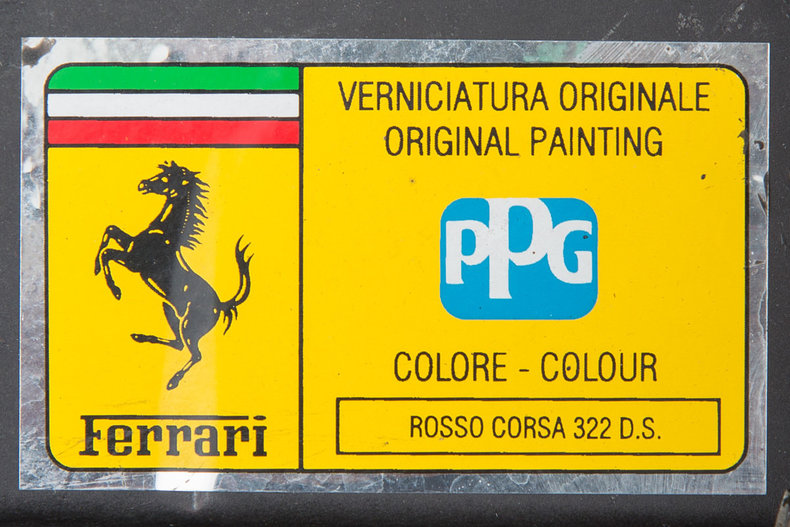 VERNICIATURA ORIGINALE
ORIGINAL PAINTING
PPG
COLORE - COLOUR
ROSSO CORSA 322 D.S.
Ferrari